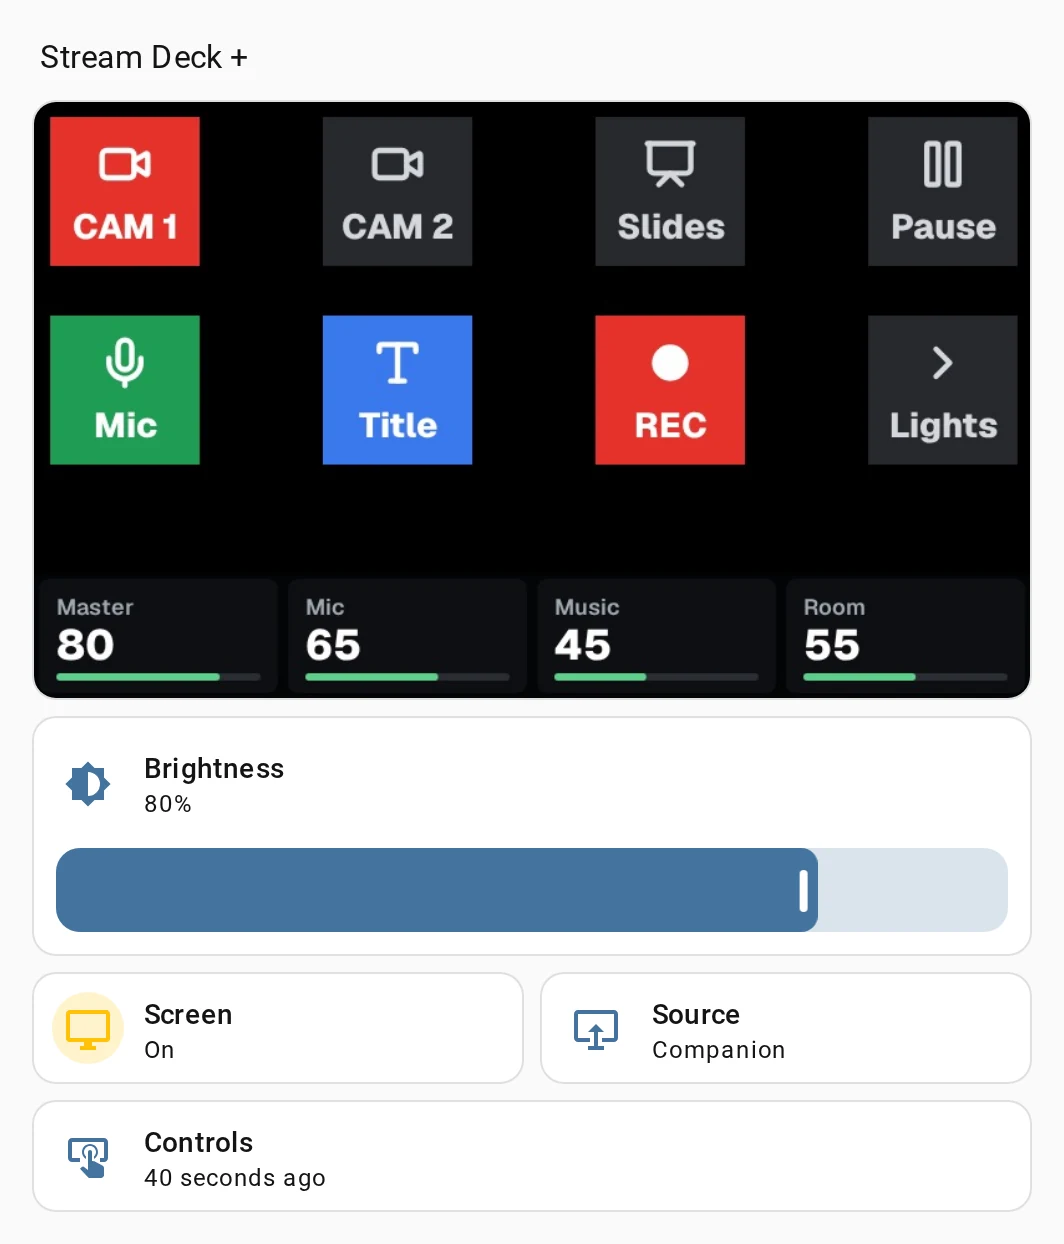 Stream Deck +
CAM 1
CAM 2
Slides
Pause
Mic
Title
REC
Lights
Master
80
Mic
65
Music
45
Room
55
Brightness
80%
Screen
On
Source
Companion
Controls
40 seconds ago